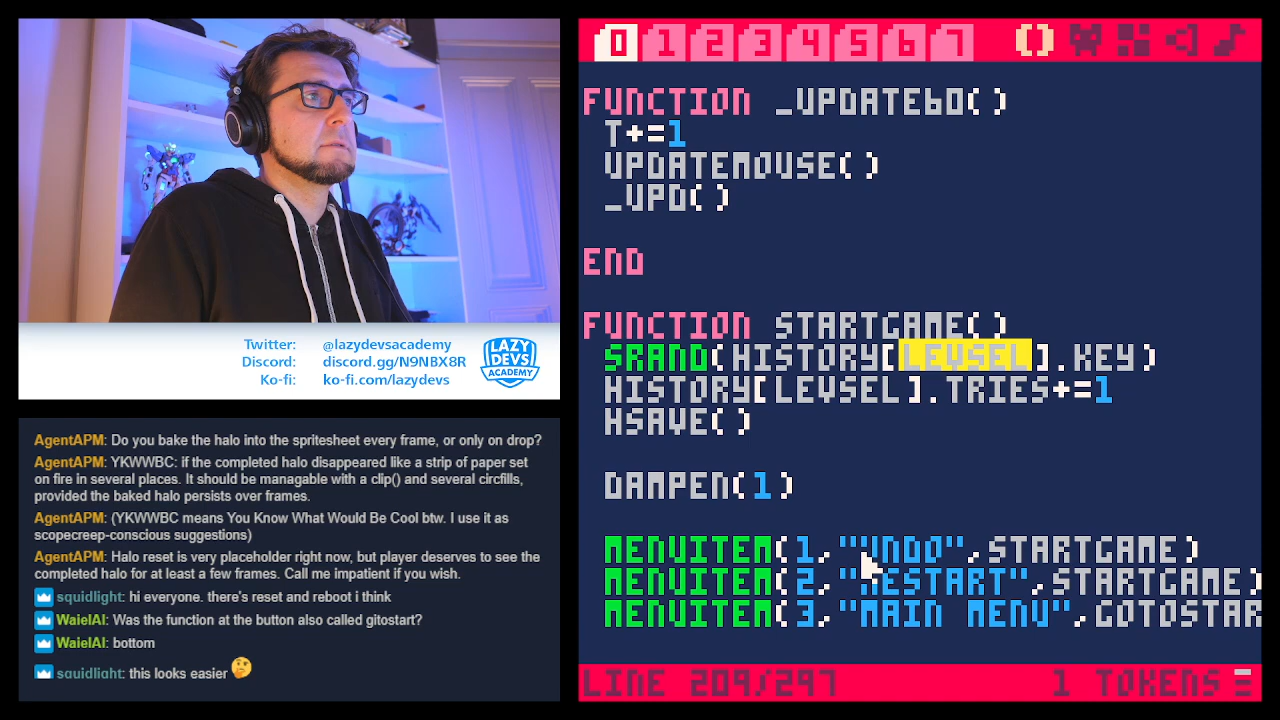 Twitter: @lazydevsacademy
Discord: discord.gg/N9NBX8R
Ko-fi: ko-fi.com/lazydevs
LAZY
DEVS
ACADEMY
AgentAPM: Do you bake the halo into the spritesheet every frame, or only on drop?
AgentAPM: YKWWBC: if the completed halo disappeared like a strip of paper set
on fire in several places. It should be managable with a clip() and several circfills,
provided the baked halo persists over frames.
AgentAPM: (YKWWBC means You Know What Would Be Cool btw. I use it as
scopecreep-conscious suggestions)
AgentAPM: Halo reset is very placeholder right now, but player deserves to see the
completed halo for at least a few frames. Call me impatient if you wish.
squidlight: hi everyone. there's reset and reboot i think
WaielAl: Was the function at the button also called gitostart?
WaielAl: bottom
squidlight: this looks easier
0 1 2 3 4 5 6 7 ()
FUNCTION _UPDATE60()
T+=1
UPDATEMOUSE()
_UPD()
END
FUNCTION STARTGAME()
SRAND(HISTORY[LEVSEL].KEY)
HISTORY[LEVSEL].TRIES+=1
HSAVE()
DAMPEN(1)
MENUITEM(1,"UNDO",STARTGAME)
MENUITEM(2,"RESTART",STARTGAME)
MENUITEM(3,"MAIN MENU",GOTOSTAR
LINE 209/297 1 TOKENS